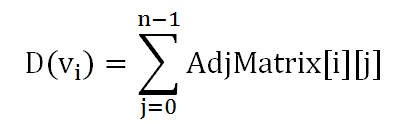 n−1
D(vᵢ) = ∑ AdjMatrix[i][j]
j=0